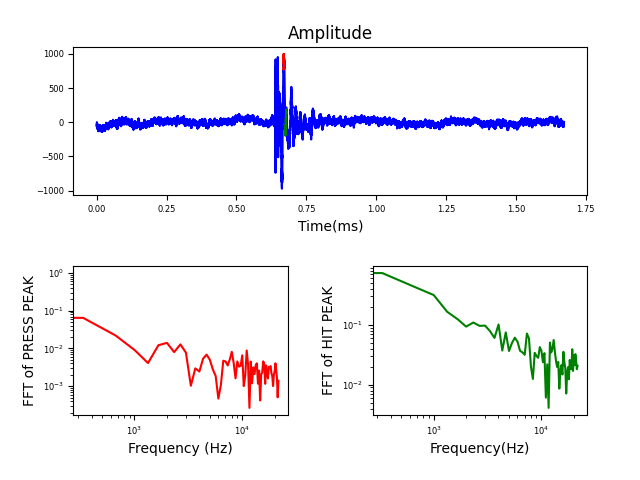 Amplitude
1000
500
0
−500
−1000
0.00 0.25 0.50 0.75 1.00 1.25 1.50 1.75
Time(ms)
FFT of PRESS PEAK
10⁰
10⁻¹
10⁻²
10⁻³
10³ 10⁴
Frequency (Hz)
FFT of HIT PEAK
10⁻¹
10⁻²
10³ 10⁴
Frequency(Hz)